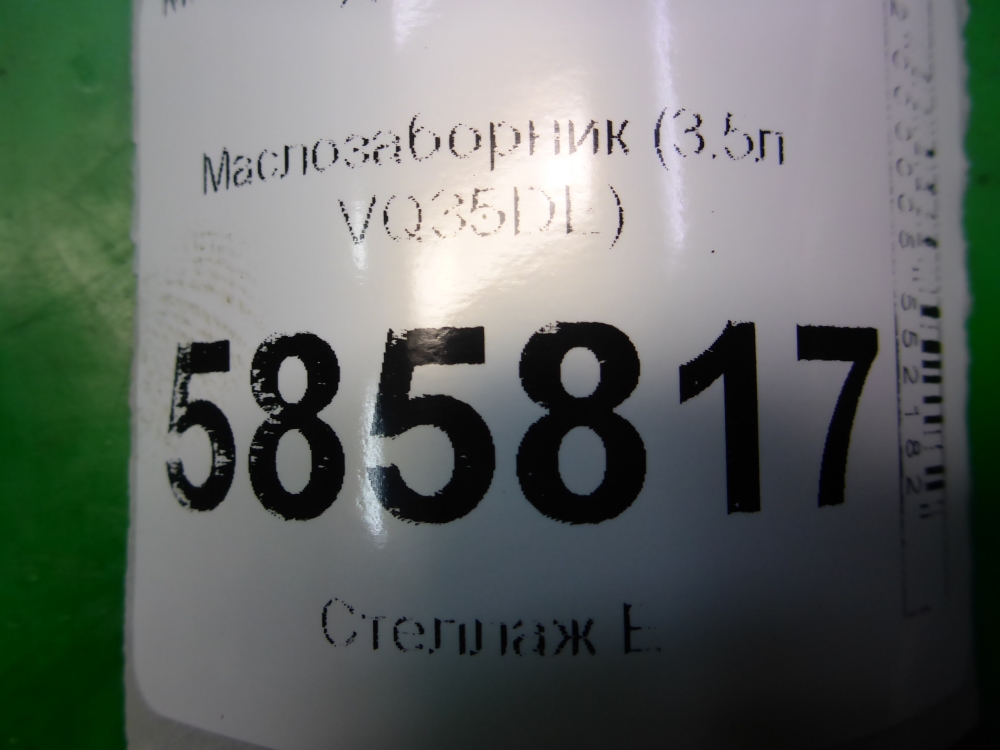 Маслозаборник (3.5л
VQ35DE)
585817
Стеллаж